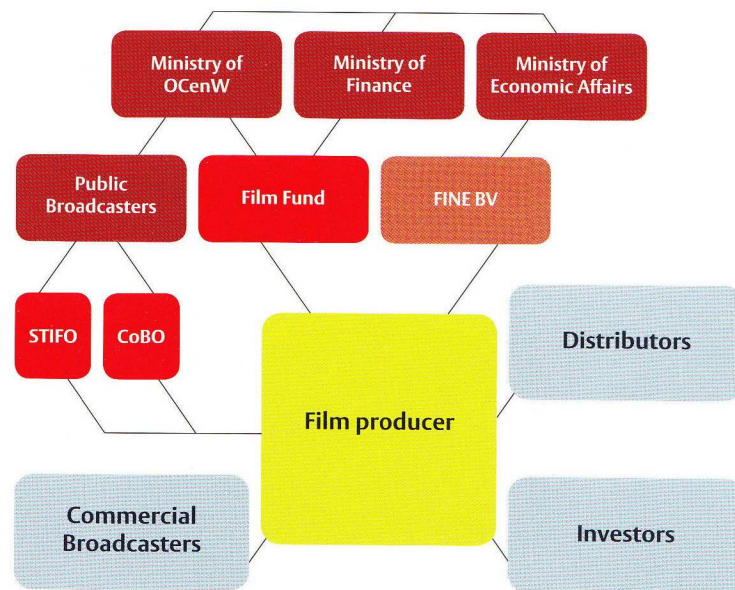 Ministry of
OCenW
Ministry of
Finance
Ministry of
Economic Affairs
Public
Broadcasters
Film Fund
FINE BV
STIFO
CoBO
Distributors
Film producer
Commercial
Broadcasters
Investors